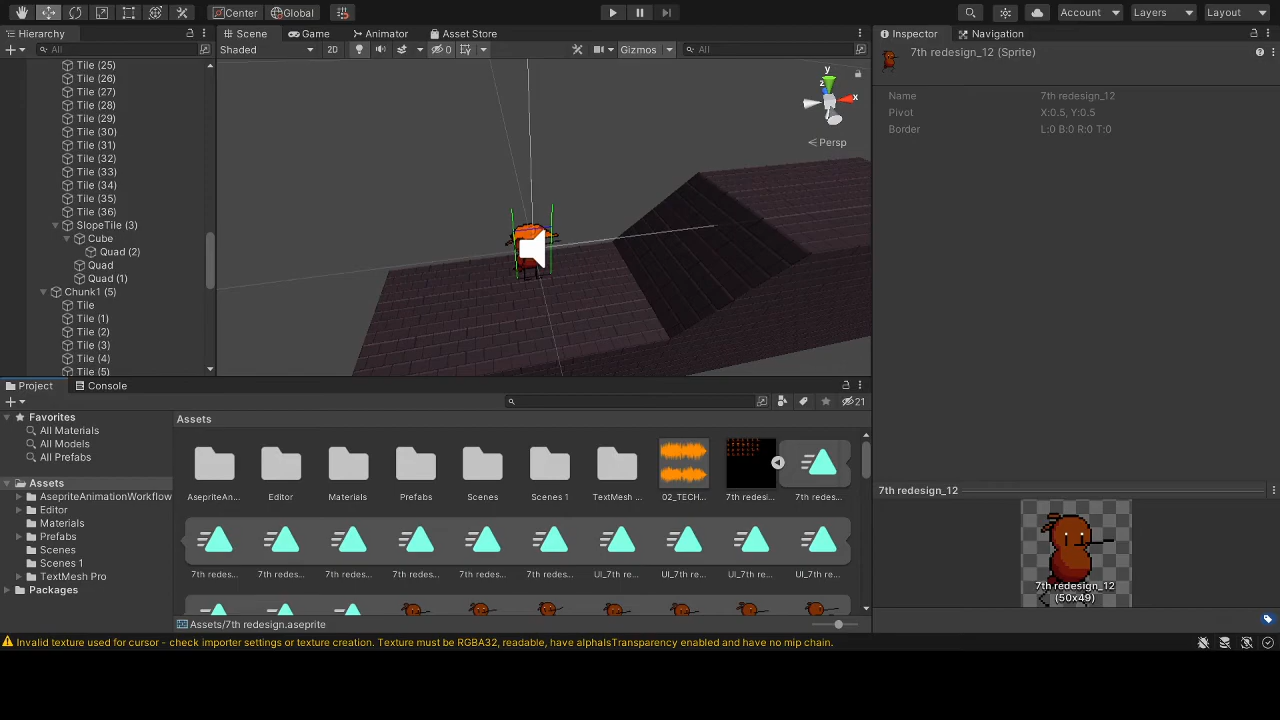 Center Global Account Layers Layout
Hierarchy Scene Game Animator Asset Store Inspector Navigation
All Shaded 2D 0 Gizmos All 7th redesign_12 (Sprite)
Tile (25)
Tile (26)
Tile (27)
Tile (28)
Tile (29)
Tile (30)
Tile (31)
Tile (32)
Tile (33)
Tile (34)
Tile (35)
Tile (36)
SlopeTile (3)
Cube
Quad (2)
Quad
Quad (1)
Chunk1 (5)
Tile
Tile (1)
Tile (2)
Tile (3)
Tile (4)
Tile (5)
y
z
x
Persp
Name 7th redesign_12
Pivot X:0.5, Y:0.5
Border L:0 B:0 R:0 T:0
Project Console
21
Favorites
All Materials
All Models
All Prefabs
Assets
AsepriteAnimationWorkflow
Editor
Materials
Prefabs
Scenes
Scenes 1
TextMesh Pro
Packages
Assets
AsepriteAn... Editor Materials Prefabs Scenes Scenes 1 TextMesh ... 02_TECH... 7th redesi... 7th redes...
7th redes... 7th redes... 7th redes... 7th redes... 7th redes... 7th redes... UI_7th re... UI_7th re... UI_7th re... UI_7th re...
Assets/7th redesign.aseprite
7th redesign_12
7th redesign_12
(50x49)
Invalid texture used for cursor - check importer settings or texture creation. Texture must be RGBA32, readable, have alphaIsTransparency enabled and have no mip chain.